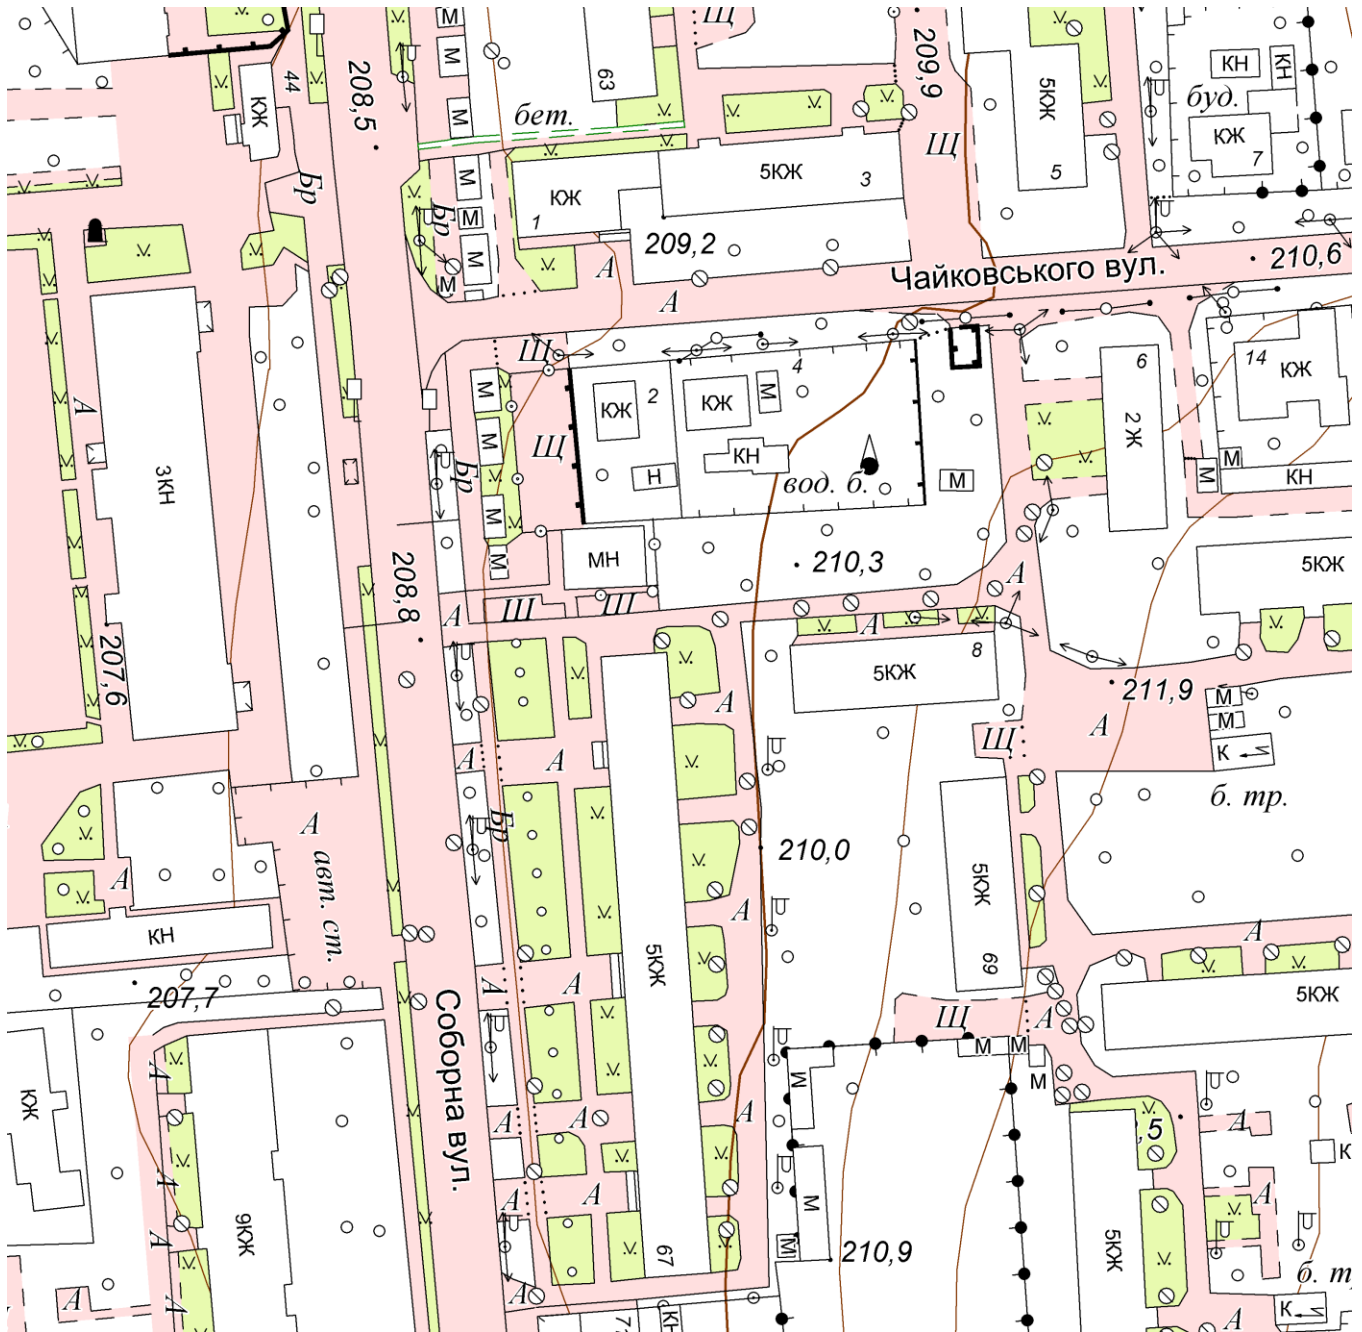 Щ
М
М
44
КЖ
208,5
М
бет.
63
209,9
5КЖ
5
КН
КН
буд.
КЖ
7
Щ
Бр
Бр
М
М
М
М
КЖ
1
5КЖ
3
209,2
А
А
Чайковського вул.
210,6
Щ
М
КЖ
2
КЖ
4
М
6
2Ж
14
КЖ
А
3КН
Бр
М
Щ
Н
КН
вод. б.
М
М
М
КН
М
М
МН
210,3
5КЖ
208,8
А
Щ
Щ
А
А
207,6
5КЖ
8
А
211,9
М
М
А
Щ
К
б. тр.
А
А
Бр
А
авт. ст.
210,0
А
КН
А
5КЖ
5КЖ
69
А
207,7
А
А
Щ
А
5КЖ
Соборна вул.
М
М
М
М
КЖ
А
А
А
А
,5
А
К
А
А
А
А
М
9КЖ
А
67
М
210,9
5КЖ
б. т
А
А
А
КН
К
А